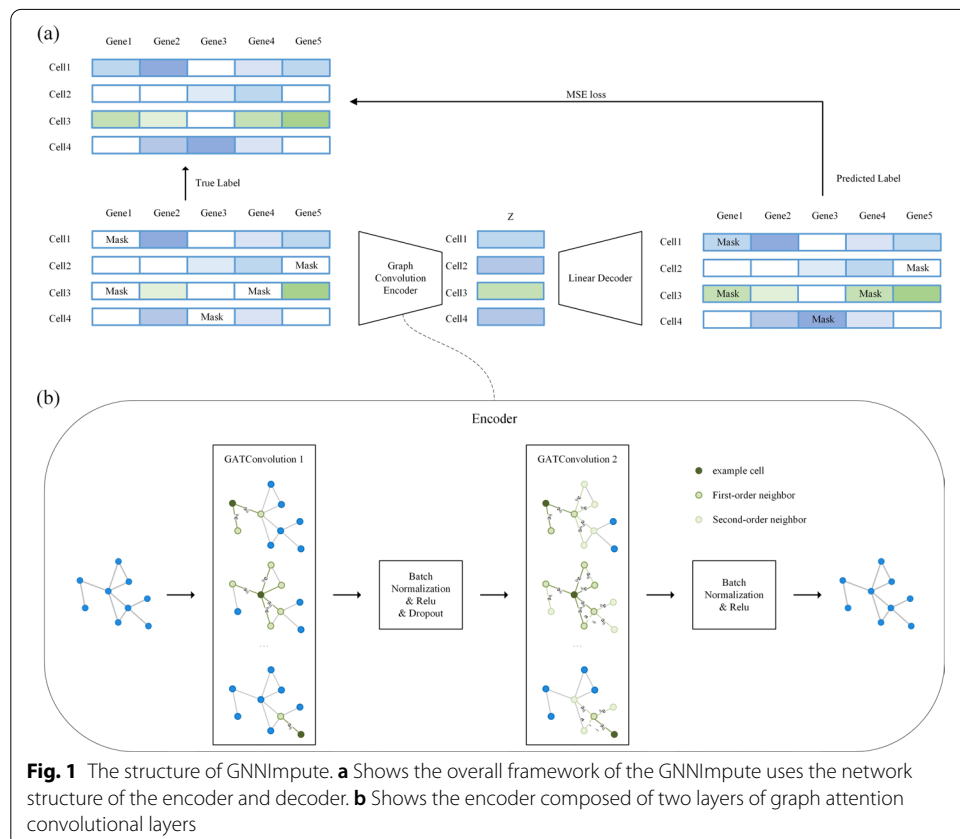 (a)
Gene1 Gene2 Gene3 Gene4 Gene5
Cell1
Cell2
Cell3
Cell4
MSE loss
True Label
Predicted Label
Gene1 Gene2 Gene3 Gene4 Gene5
Cell1 Mask
Cell2 Mask
Cell3 Mask Mask
Cell4 Mask
Graph
Convolution
Encoder
Z
Cell1
Cell2
Cell3
Cell4
Linear Decoder
Gene1 Gene2 Gene3 Gene4 Gene5
Cell1 Mask
Cell2 Mask
Cell3 Mask Mask
Cell4 Mask
(b)
Encoder
GATConvolution 1
...
Batch
Normalization
& Relu
& Dropout
GATConvolution 2
...
example cell
First-order neighbor
Second-order neighbor
Batch
Normalization
& Relu
Fig. 1 The structure of GNNImpute. a Shows the overall framework of the GNNImpute uses the network
structure of the encoder and decoder. b Shows the encoder composed of two layers of graph attention
convolutional layers